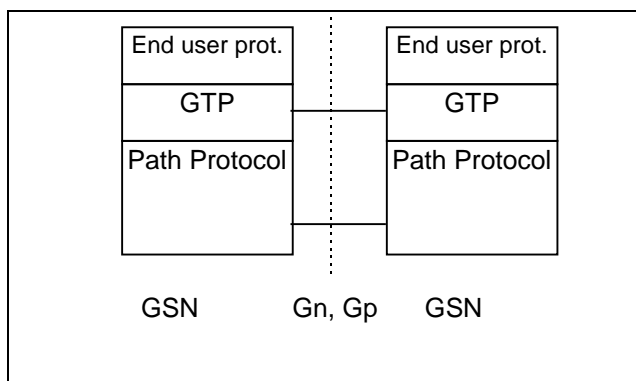 End user prot. End user prot.
GTP GTP
Path Protocol Path Protocol
GSN Gn, Gp GSN